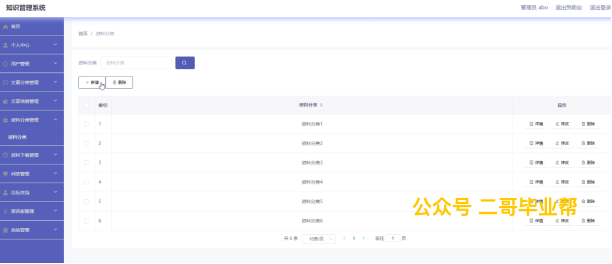 知识管理系统
管理员 abo 退出到前台 退出登录
首页
个人中心
用户管理
文章分类管理
文章信息管理
资料分类管理
资料分类
资料下载管理
论坛交流
留言板管理
系统管理
首页 / 资料分类
资料分类 资料分类
+ 新增 删除
索引 资料分类 操作
1 资料分类1 详情 修改 删除
2 资料分类2 详情 修改 删除
3 资料分类3 详情 修改 删除
4 资料分类4 详情 修改 删除
5 资料分类5 详情 修改 删除
6 资料分类6 详情 修改 删除
公众号 二哥毕业帮
共 6 条 10条/页 1 前往 1 页